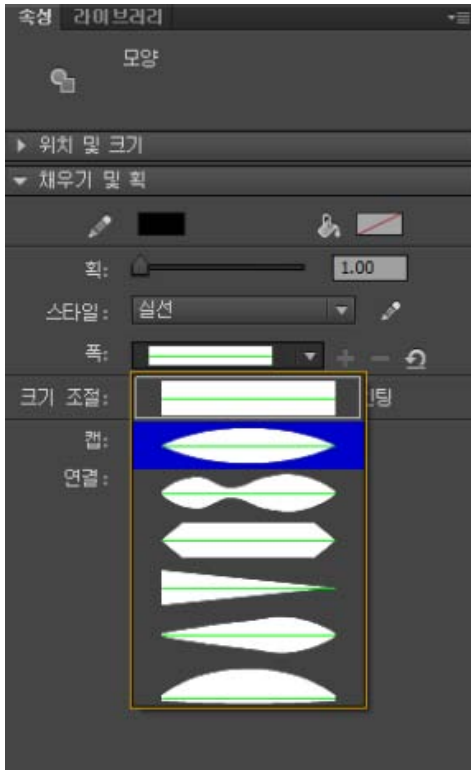 속성 라이브러리
모양
위치 및 크기
채우기 및 획
획: 1.00
스타일: 실선
폭:
크기 조절: 팅
캡:
연결: